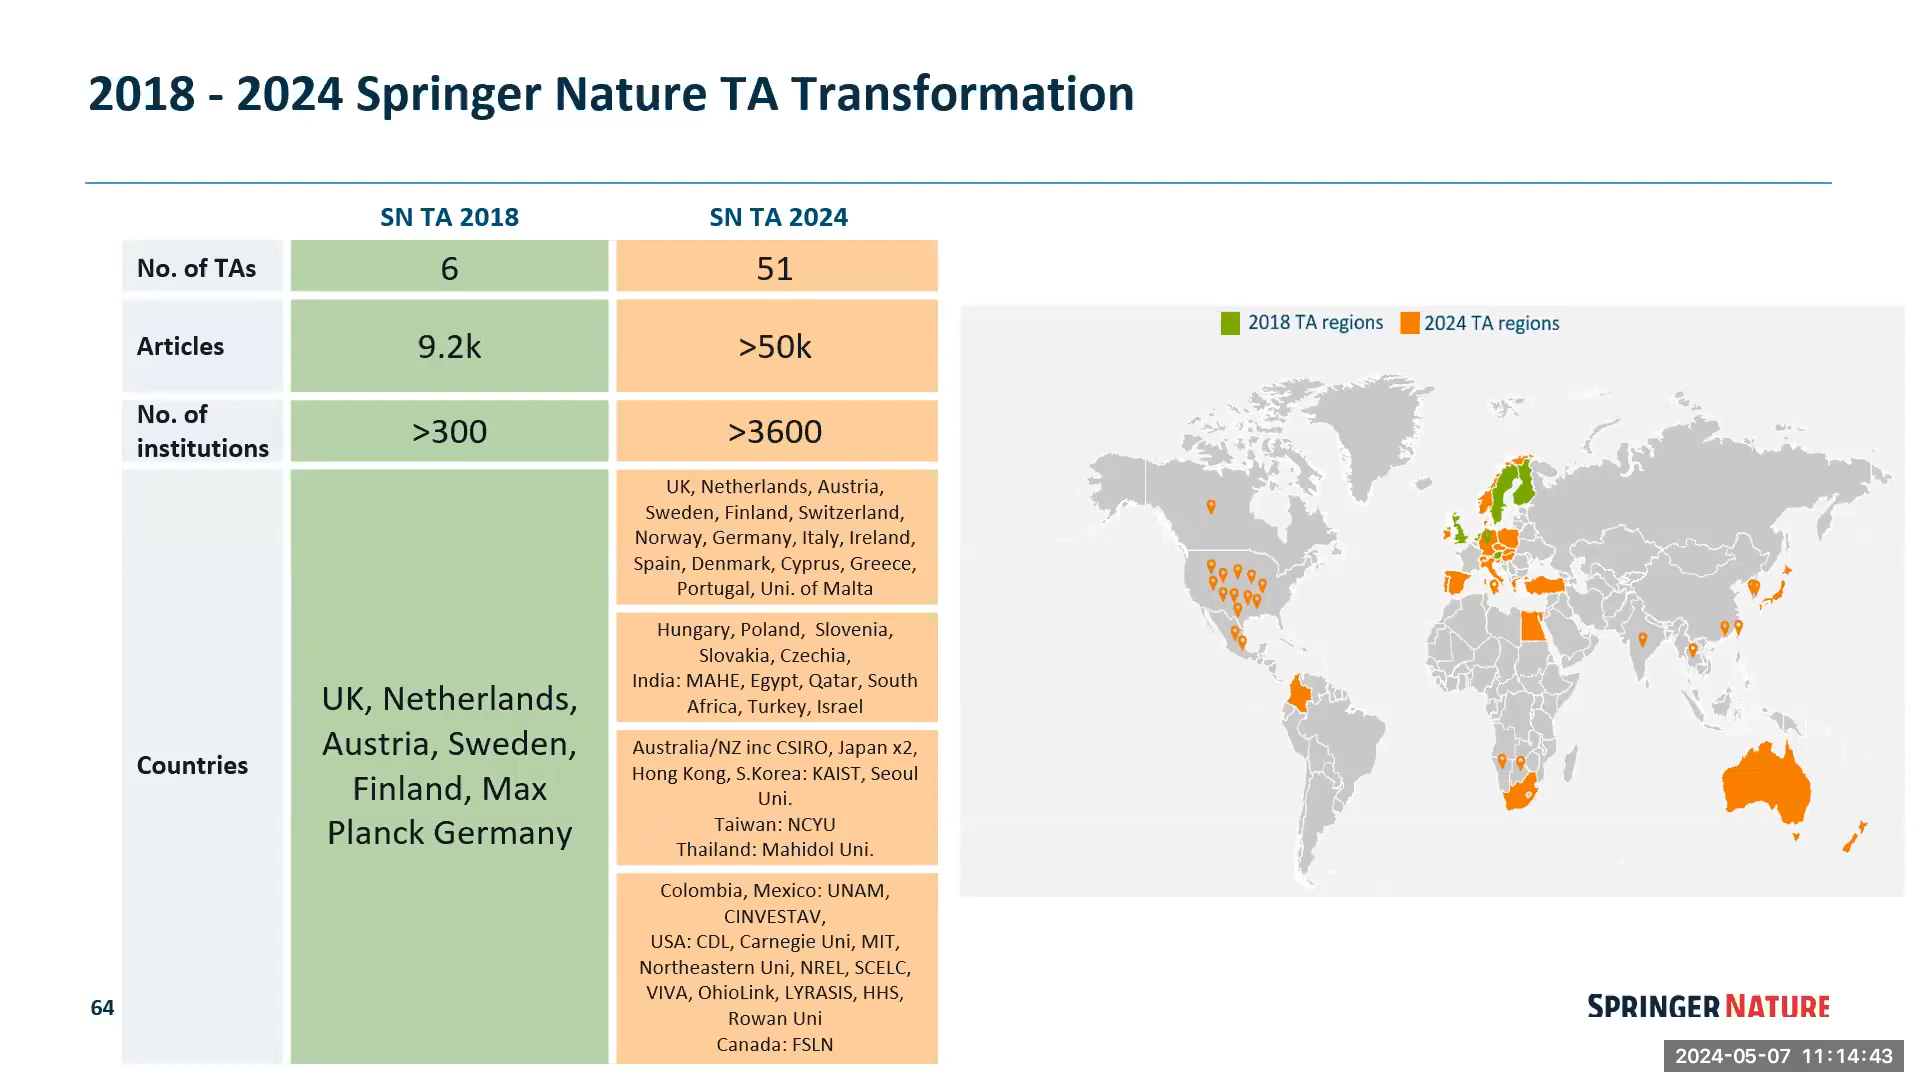 2018 - 2024 Springer Nature TA Transformation
SN TA 2018
SN TA 2024
No. of TAs
6
51
Articles
9.2k
>50k
No. of
institutions
>300
>3600
Countries
UK, Netherlands,
Austria, Sweden,
Finland, Max
Planck Germany
UK, Netherlands, Austria,
Sweden, Finland, Switzerland,
Norway, Germany, Italy, Ireland,
Spain, Denmark, Cyprus, Greece,
Portugal, Uni. of Malta
Hungary, Poland, Slovenia,
Slovakia, Czechia,
India: MAHE, Egypt, Qatar, South
Africa, Turkey, Israel
Australia/NZ inc CSIRO, Japan x2,
Hong Kong, S.Korea: KAIST, Seoul
Uni.
Taiwan: NCYU
Thailand: Mahidol Uni.
Colombia, Mexico: UNAM,
CINVESTAV,
USA: CDL, Carnegie Uni, MIT,
Northeastern Uni, NREL, SCELC,
VIVA, OhioLink, LYRASIS, HHS,
Rowan Uni
Canada: FSLN
2018 TA regions
2024 TA regions
64
SPRINGER NATURE
2024-05-07 11:14:43